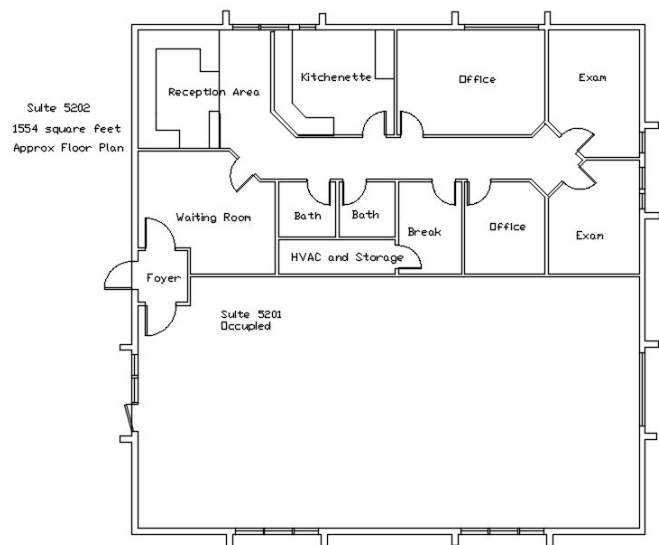 Suite 5202
1554 square feet
Approx Floor Plan
Reception Area
Kitchenette
Office
Exam
Waiting Room
Bath
Bath
Break
Office
Exam
HVAC and Storage
Foyer
Suite 5201
Occupied